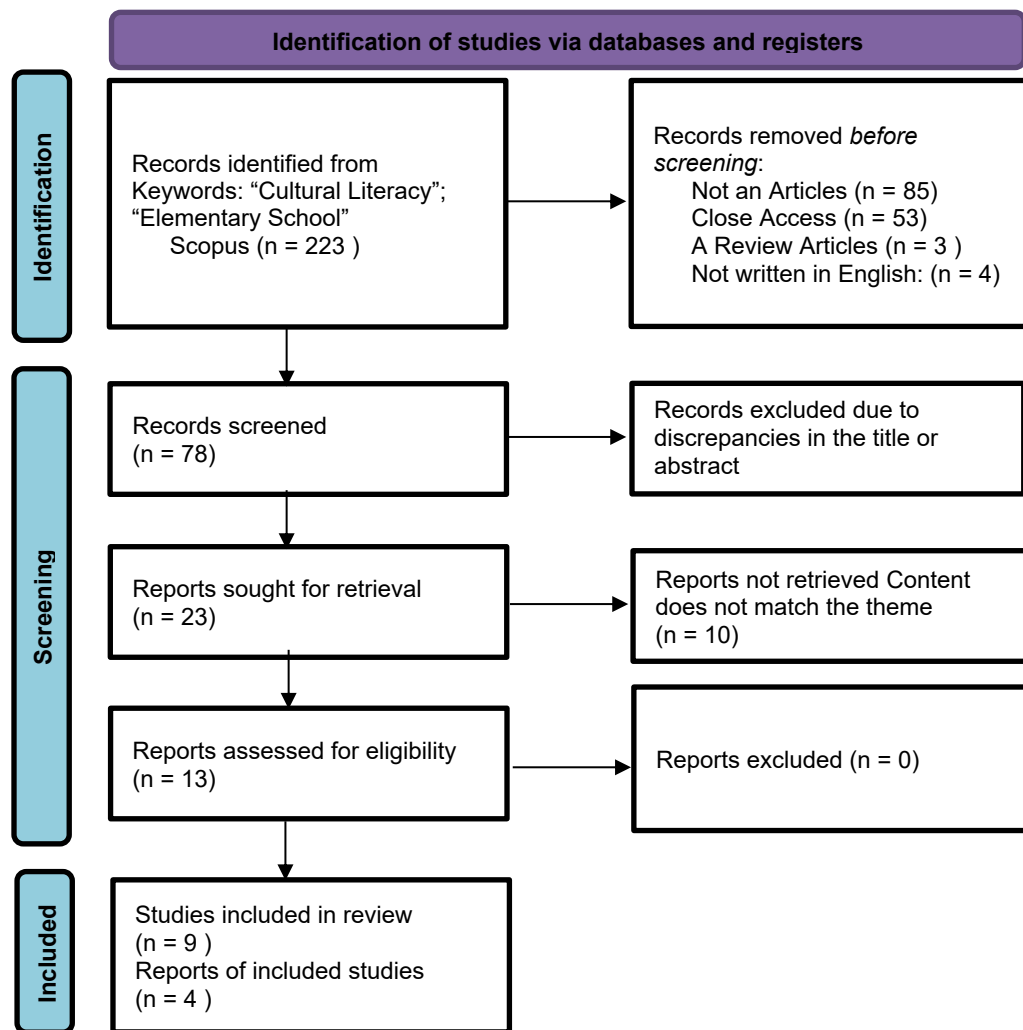 Identification of studies via databases and registers
Identification
Records identified from
Keywords: “Cultural Literacy”;
“Elementary School”
Scopus (n = 223 )
Records removed before
screening:
Not an Articles (n = 85)
Close Access (n = 53)
A Review Articles (n = 3 )
Not written in English: (n = 4)
Screening
Records screened
(n = 78)
Records excluded due to
discrepancies in the title or
abstract
Reports sought for retrieval
(n = 23)
Reports not retrieved Content
does not match the theme
(n = 10)
Reports assessed for eligibility
(n = 13)
Reports excluded (n = 0)
Included
Studies included in review
(n = 9 )
Reports of included studies
(n = 4 )